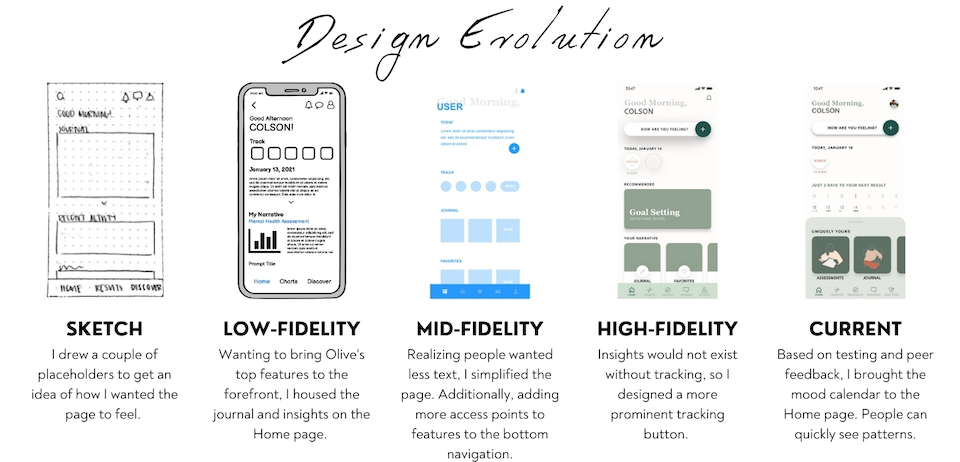 Design Evolution
GOOD MORNING!
JOURNAL
RECENT ACTIVITY
· HOME · RESULTS · DISCOVER
Good Afternoon
COLSON!
Track
January 13, 2021
My Narrative
Mental Health Assessment
Prompt Title
Home Charts Discover
Good Morning,
USER
TODAY
TRACK
JOURNAL
FAVORITES
10:47
Good Morning,
COLSON
HOW ARE YOU FEELING?
+
TODAY, JANUARY 14
RECOMMENDED
Goal Setting
YOUR NARRATIVE
JOURNAL FAVORITES
10:47
Good Morning,
COLSON
HOW ARE YOU FEELING?
+
TODAY, JANUARY 14
JUST 2 DAYS TO YOUR NEXT RESULT
UNIQUELY YOURS
ASSESSMENTS JOURNAL
SKETCH
I drew a couple of
placeholders to get an
idea of how I wanted the
page to feel.
LOW-FIDELITY
Wanting to bring Olive's
top features to the
forefront, I housed the
journal and insights on the
Home page.
MID-FIDELITY
Realizing people wanted
less text, I simplified the
page. Additionally, adding
more access points to
features to the bottom
navigation.
HIGH-FIDELITY
Insights would not exist
without tracking, so I
designed a more
prominent tracking
button.
CURRENT
Based on testing and peer
feedback, I brought the
mood calendar to the
Home page. People can
quickly see patterns.